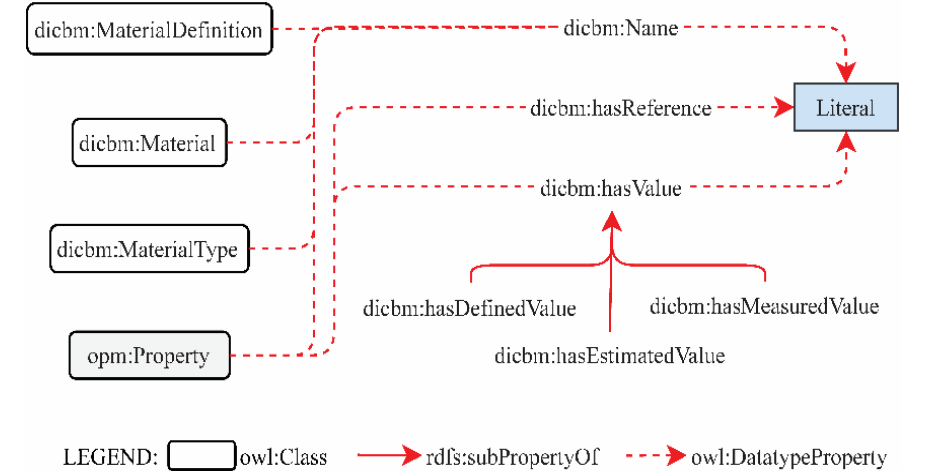 dicbm:MaterialDefinition
dicbm:Name
dicbm:hasReference
Literal
dicbm:Material
dicbm:hasValue
dicbm:MaterialType
dicbm:hasDefinedValue
dicbm:hasMeasuredValue
opm:Property
dicbm:hasEstimatedValue
LEGEND: owl:Class rdfs:subPropertyOf owl:DatatypeProperty